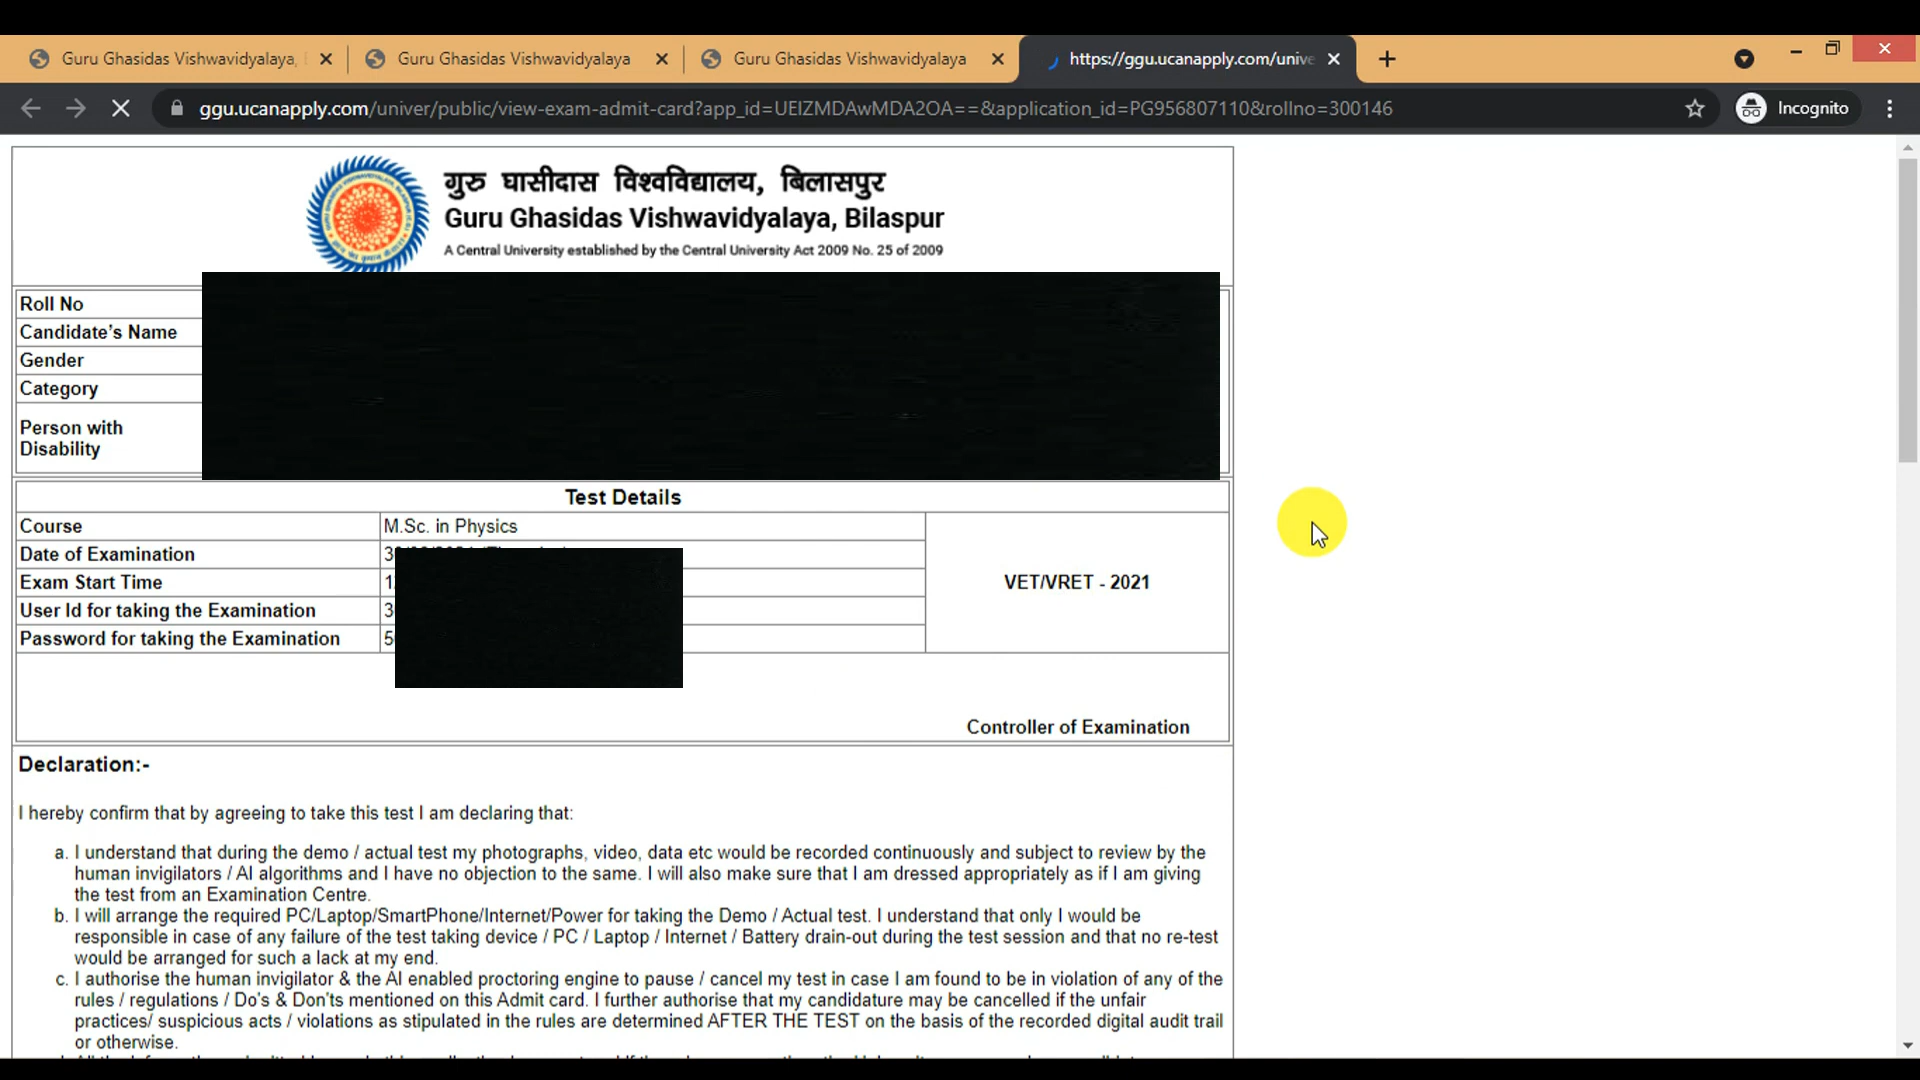 Guru Ghasidas Vishwavidyalaya,
Guru Ghasidas Vishwavidyalaya
Guru Ghasidas Vishwavidyalaya
https://ggu.ucanapply.com/unive
ggu.ucanapply.com/univer/public/view-exam-admit-card?app_id=UEIZMDAwMDA2OA==&application_id=PG956807110&rollno=300146
Incognito
गुरु घासीदास विश्वविद्यालय, बिलासपुर
Guru Ghasidas Vishwavidyalaya, Bilaspur
A Central University established by the Central University Act 2009 No. 25 of 2009
Roll No
Candidate's Name
Gender
Category
Person with
Disability
Test Details
Course M.Sc. in Physics
Date of Examination 3
Exam Start Time 1
VET/VRET - 2021
User Id for taking the Examination 3
Password for taking the Examination 5
Controller of Examination
Declaration:-
I hereby confirm that by agreeing to take this test I am declaring that:
a. I understand that during the demo / actual test my photographs, video, data etc would be recorded continuously and subject to review by the
human invigilators / AI algorithms and I have no objection to the same. I will also make sure that I am dressed appropriately as if I am giving
the test from an Examination Centre.
b. I will arrange the required PC/Laptop/SmartPhone/Internet/Power for taking the Demo / Actual test. I understand that only I would be
responsible in case of any failure of the test taking device / PC / Laptop / Internet / Battery drain-out during the test session and that no re-test
would be arranged for such a lack at my end.
c. I authorise the human invigilator & the AI enabled proctoring engine to pause / cancel my test in case I am found to be in violation of any of the
rules / regulations / Do's & Don'ts mentioned on this Admit card. I further authorise that my candidature may be cancelled if the unfair
practices/ suspicious acts / violations as stipulated in the rules are determined AFTER THE TEST on the basis of the recorded digital audit trail
or otherwise.